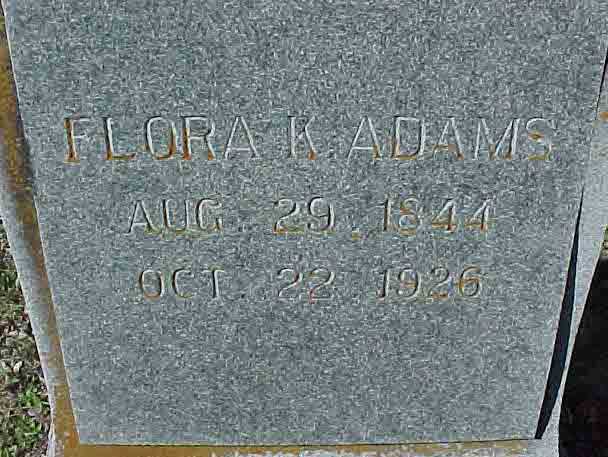 FLORA K. ADAMS
AUG. 29, 1844
OCT. 22, 1926